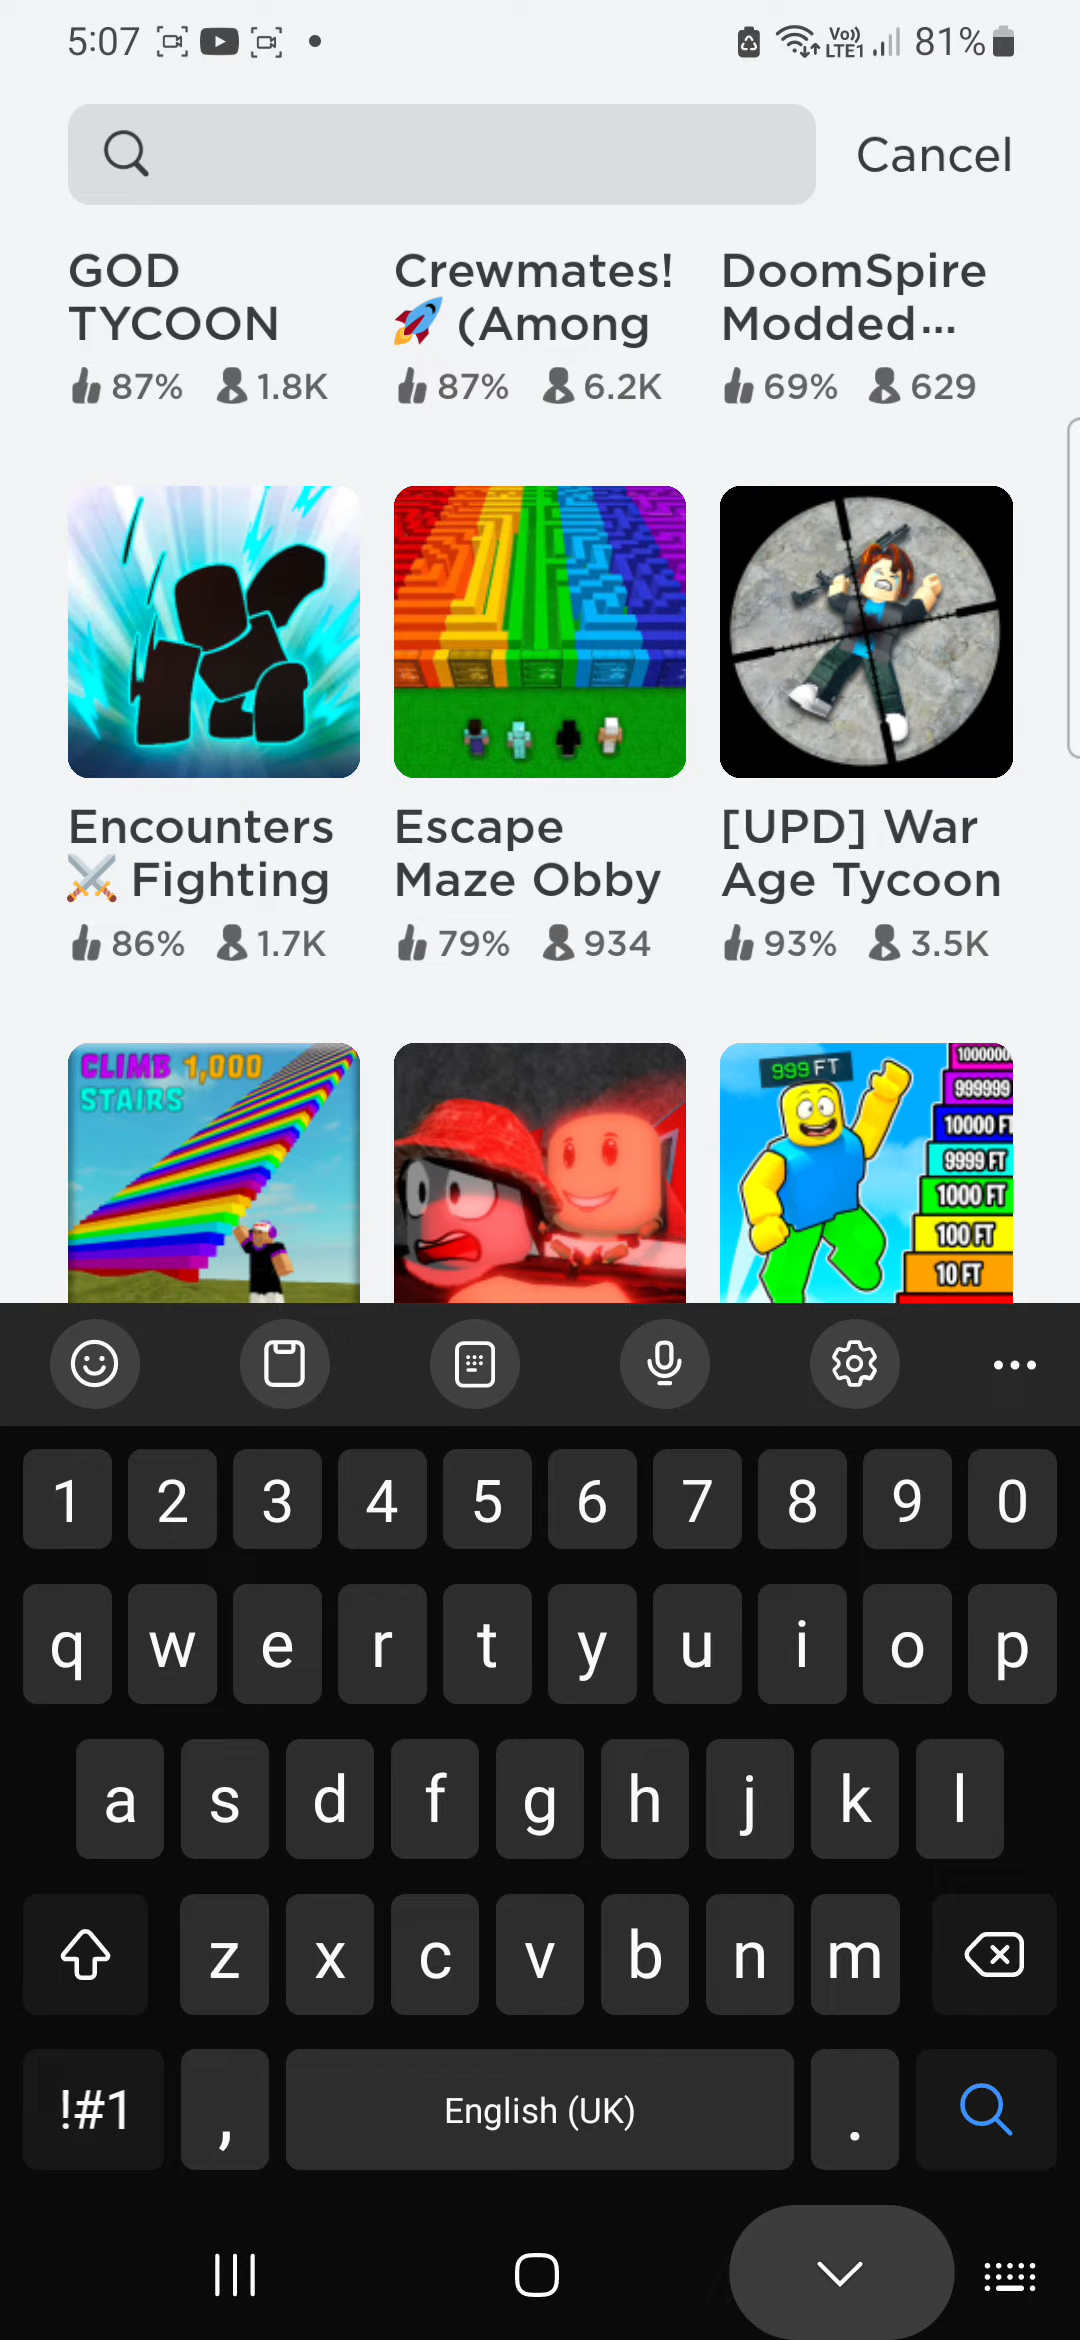 5:07
Vo))
LTE1
81%
Cancel
GOD
TYCOON
87% 1.8K
Crewmates!
🚀 (Among
87% 6.2K
DoomSpire
Modded...
69% 629
Encounters
⚔️ Fighting
86% 1.7K
Escape
Maze Obby
79% 934
[UPD] War
Age Tycoon
93% 3.5K
CLIMB 1,000
STAIRS
999 FT
1000000
999999
10000 FT
9999 FT
1000 FT
100 FT
10 FT
1 2 3 4 5 6 7 8 9 0
q w e r t y u i o p
a s d f g h j k l
z x c v b n m
!#1 , English (UK) .